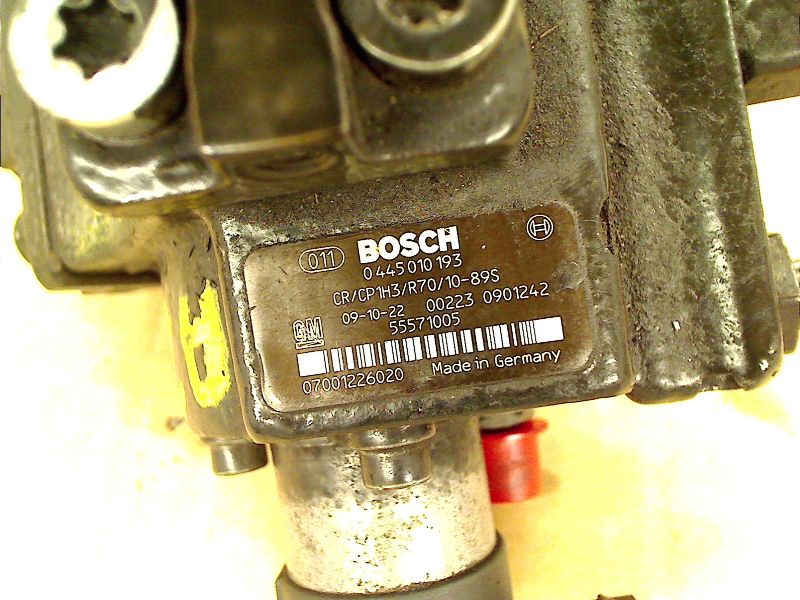 011 BOSCH
0 445 010 193
CR/CP1H3/R70/10-89S
09-10-22 00223 0901242
GM 55571005
07001226020 Made in Germany